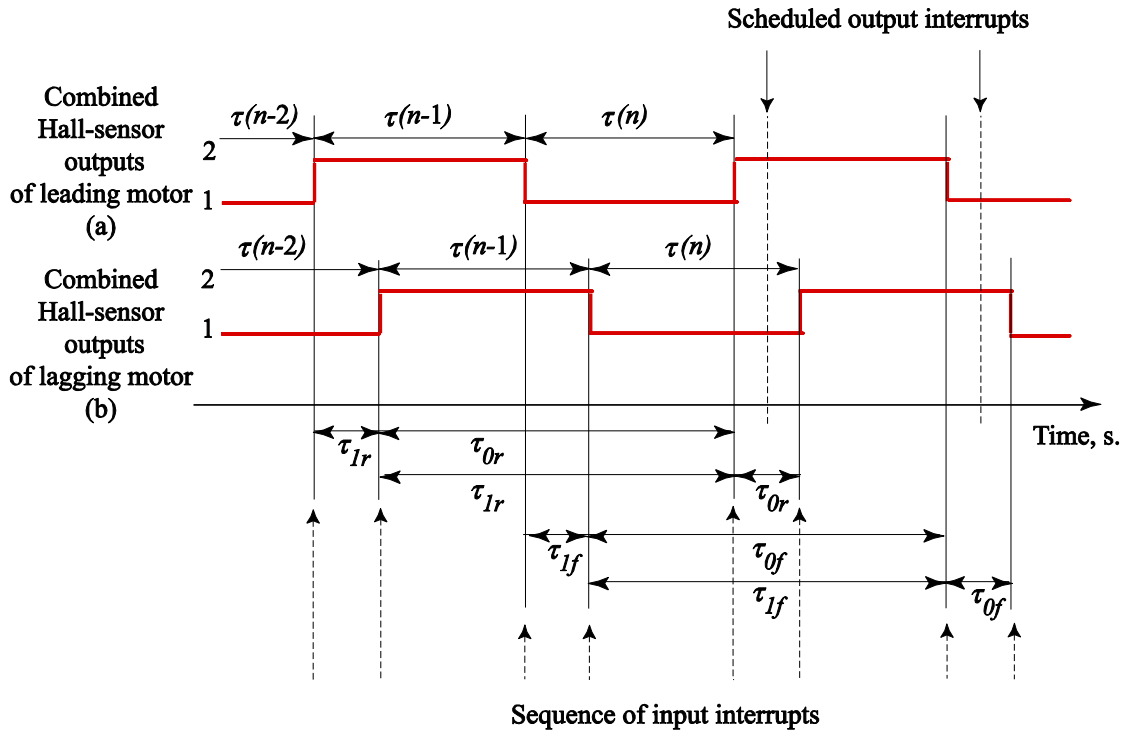 Scheduled output interrupts
Combined
Hall-sensor
outputs
of leading motor
(a)
τ(n-2)
τ(n-1)
τ(n)
2
1
Combined
Hall-sensor
outputs
of lagging motor
(b)
τ(n-2)
τ(n-1)
τ(n)
2
1
Time, s.
τ1r
τ0r
τ1r
τ0r
τ1f
τ0f
τ1f
τ0f
Sequence of input interrupts